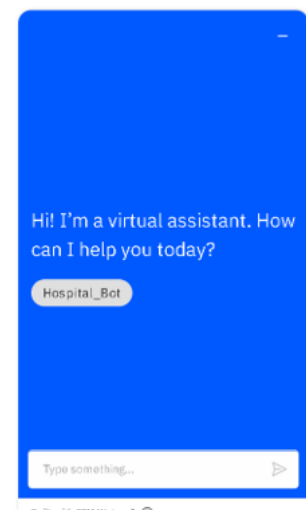 Hi! I'm a virtual assistant. How
can I help you today?
Hospital_Bot
Type something...